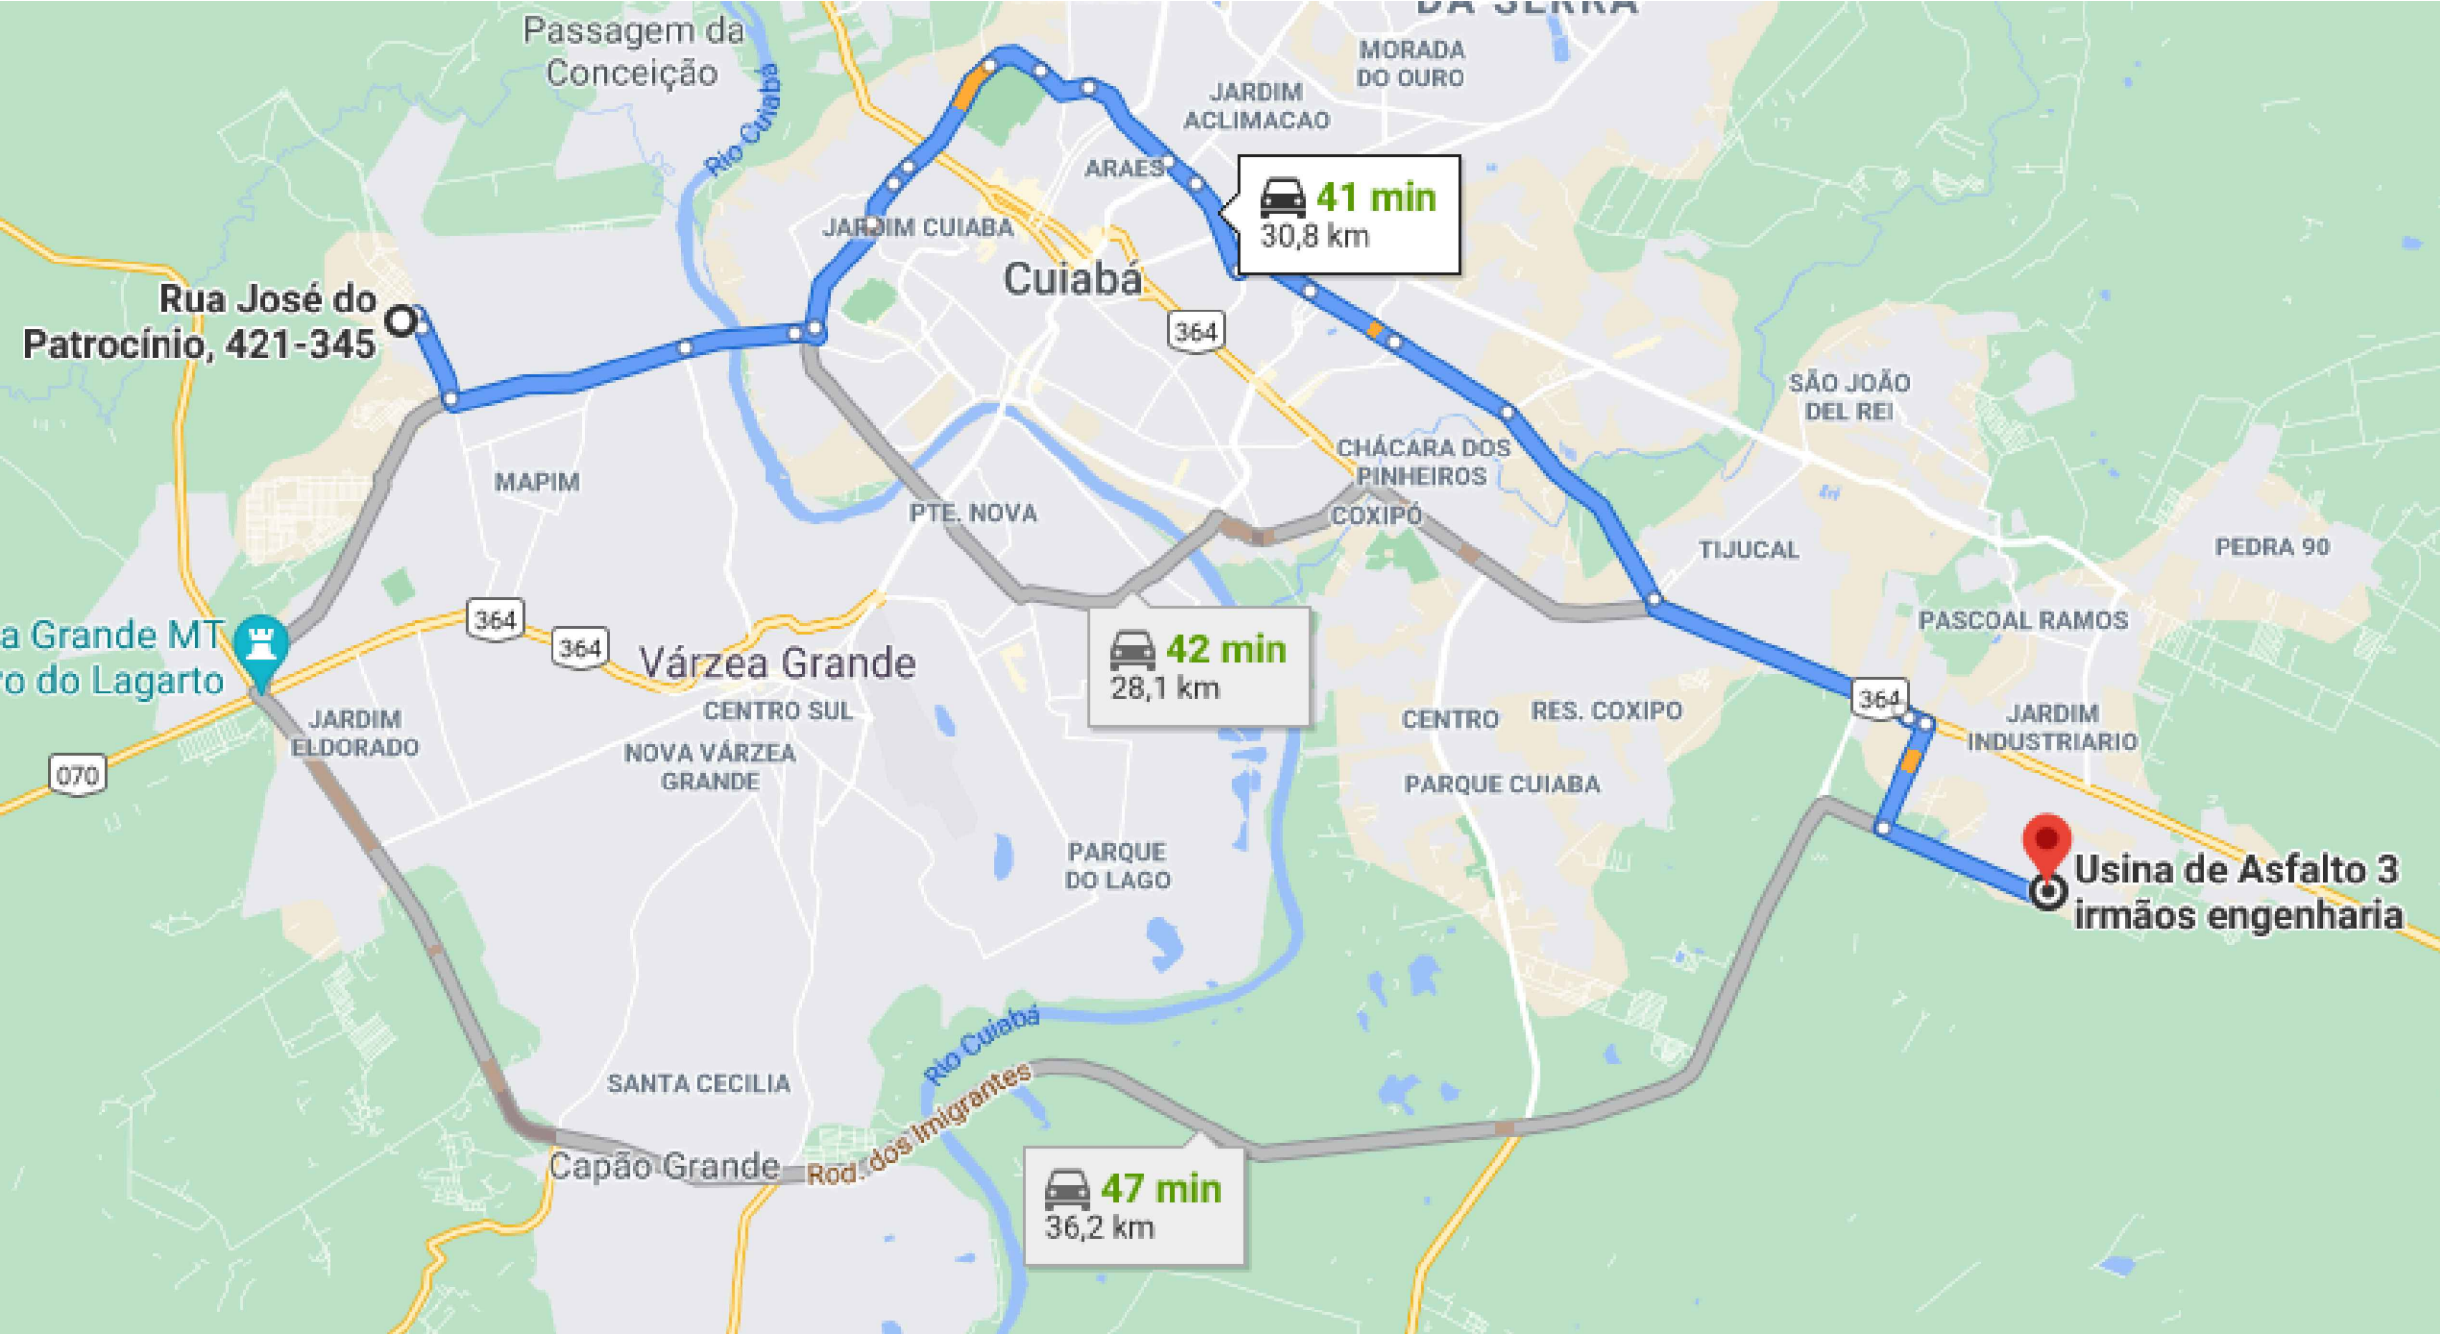 DA SERRA
Passagem da
Conceição
MORADA
DO OURO
JARDIM
ACLIMACAO
Rio Cuiabá
ARAES
41 min
30,8 km
JARDIM CUIABA
Cuiabá
Rua José do
Patrocínio, 421-345
364
SÃO JOÃO
DEL REI
CHÁCARA DOS
PINHEIROS
MAPIM
PTE. NOVA
COXIPÓ
TIJUCAL
PEDRA 90
a Grande MT
vo do Lagarto
364
364
PASCOAL RAMOS
Várzea Grande
42 min
28,1 km
364
CENTRO SUL
JARDIM
ELDORADO
CENTRO
RES. COXIPO
JARDIM
INDUSTRIARIO
NOVA VÁRZEA
GRANDE
070
PARQUE CUIABA
PARQUE
DO LAGO
Usina de Asfalto 3
irmãos engenharia
Rio Cuiabá
SANTA CECILIA
Rod. dos Imigrantes
Capão Grande
47 min
36,2 km